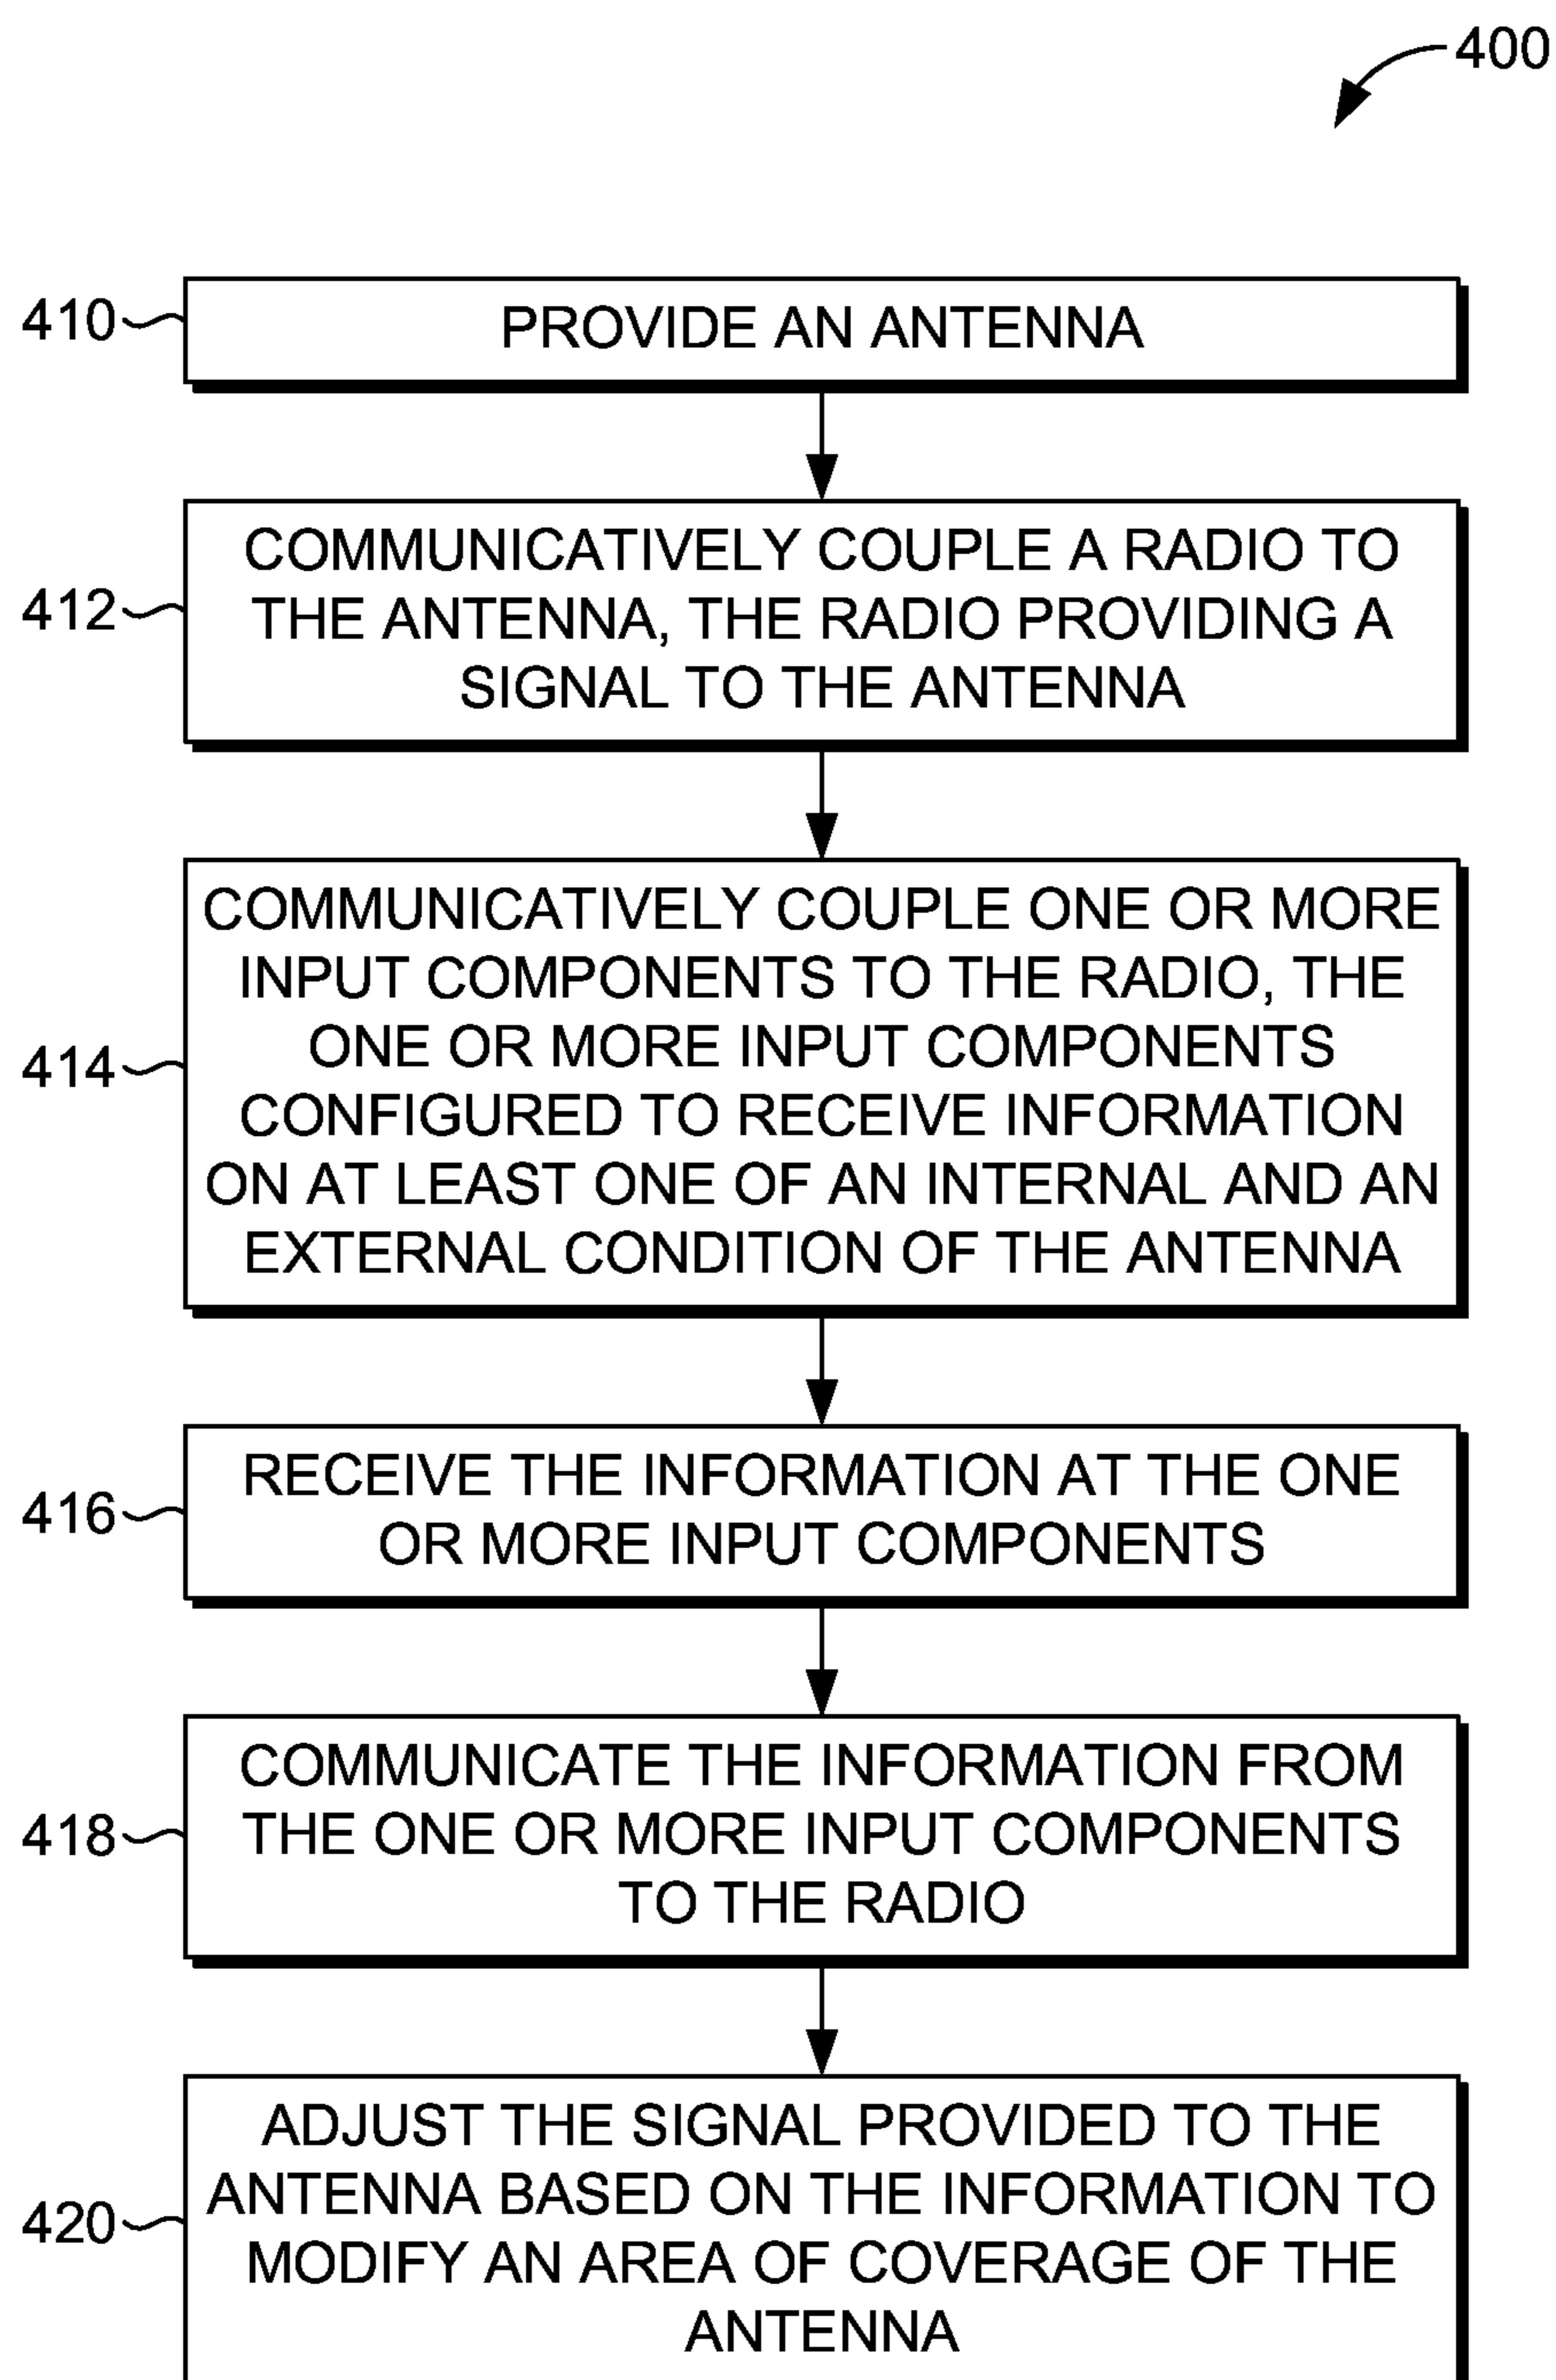 400
410
PROVIDE AN ANTENNA
412
COMMUNICATIVELY COUPLE A RADIO TO
THE ANTENNA, THE RADIO PROVIDING A
SIGNAL TO THE ANTENNA
414
COMMUNICATIVELY COUPLE ONE OR MORE
INPUT COMPONENTS TO THE RADIO, THE
ONE OR MORE INPUT COMPONENTS
CONFIGURED TO RECEIVE INFORMATION
ON AT LEAST ONE OF AN INTERNAL AND AN
EXTERNAL CONDITION OF THE ANTENNA
416
RECEIVE THE INFORMATION AT THE ONE
OR MORE INPUT COMPONENTS
418
COMMUNICATE THE INFORMATION FROM
THE ONE OR MORE INPUT COMPONENTS
TO THE RADIO
420
ADJUST THE SIGNAL PROVIDED TO THE
ANTENNA BASED ON THE INFORMATION TO
MODIFY AN AREA OF COVERAGE OF THE
ANTENNA